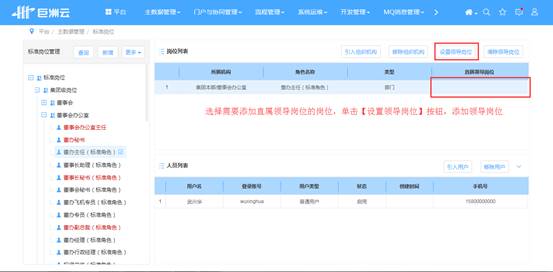 巨洲云 平台 主数据管理 门户与协同管理 流程管理 系统运维 开发管理 MQ消息管理
平台 / 主数据管理 / 标准岗位
标准岗位管理 查询 新增 更多
标准岗位
集团级岗位
董事会
董事会办公室
董事会办公室主任
董办秘书
董办主任（标准角色）
董事长助理（标准角色）
董事长秘书（标准角色）
董事会秘书（标准角色）
董办飞机专员（标准角色）
董办专员（标准角色）
董办副总裁（标准角色）
董办经理（标准角色）
董办行政经理（标准角色）
岗位列表 引入组织机构 移除组织机构 设置领导岗位 清除领导岗位
所属机构 角色名称 类型 直属领导岗位
1 集团本部/董事会办公室 董办主任（标准角色） 部门
选择需要添加直属领导岗位的岗位，单击【设置领导岗位】按钮，添加领导岗位
人员列表 引入用户 移除用户
用户名 登录账号 用户类型 状态 创建时间 手机号
1 武兴华 wuxinghua 普通用户 启用 15800000000